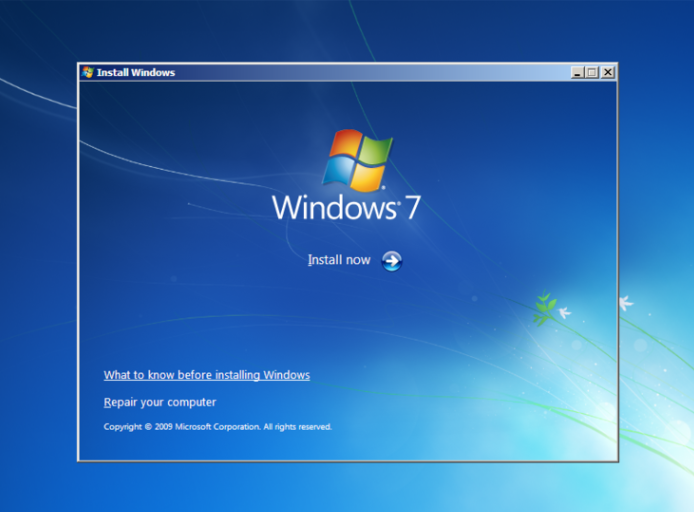 Install Windows
Windows® 7
Install now
What to know before installing Windows
Repair your computer
Copyright © 2009 Microsoft Corporation. All rights reserved.